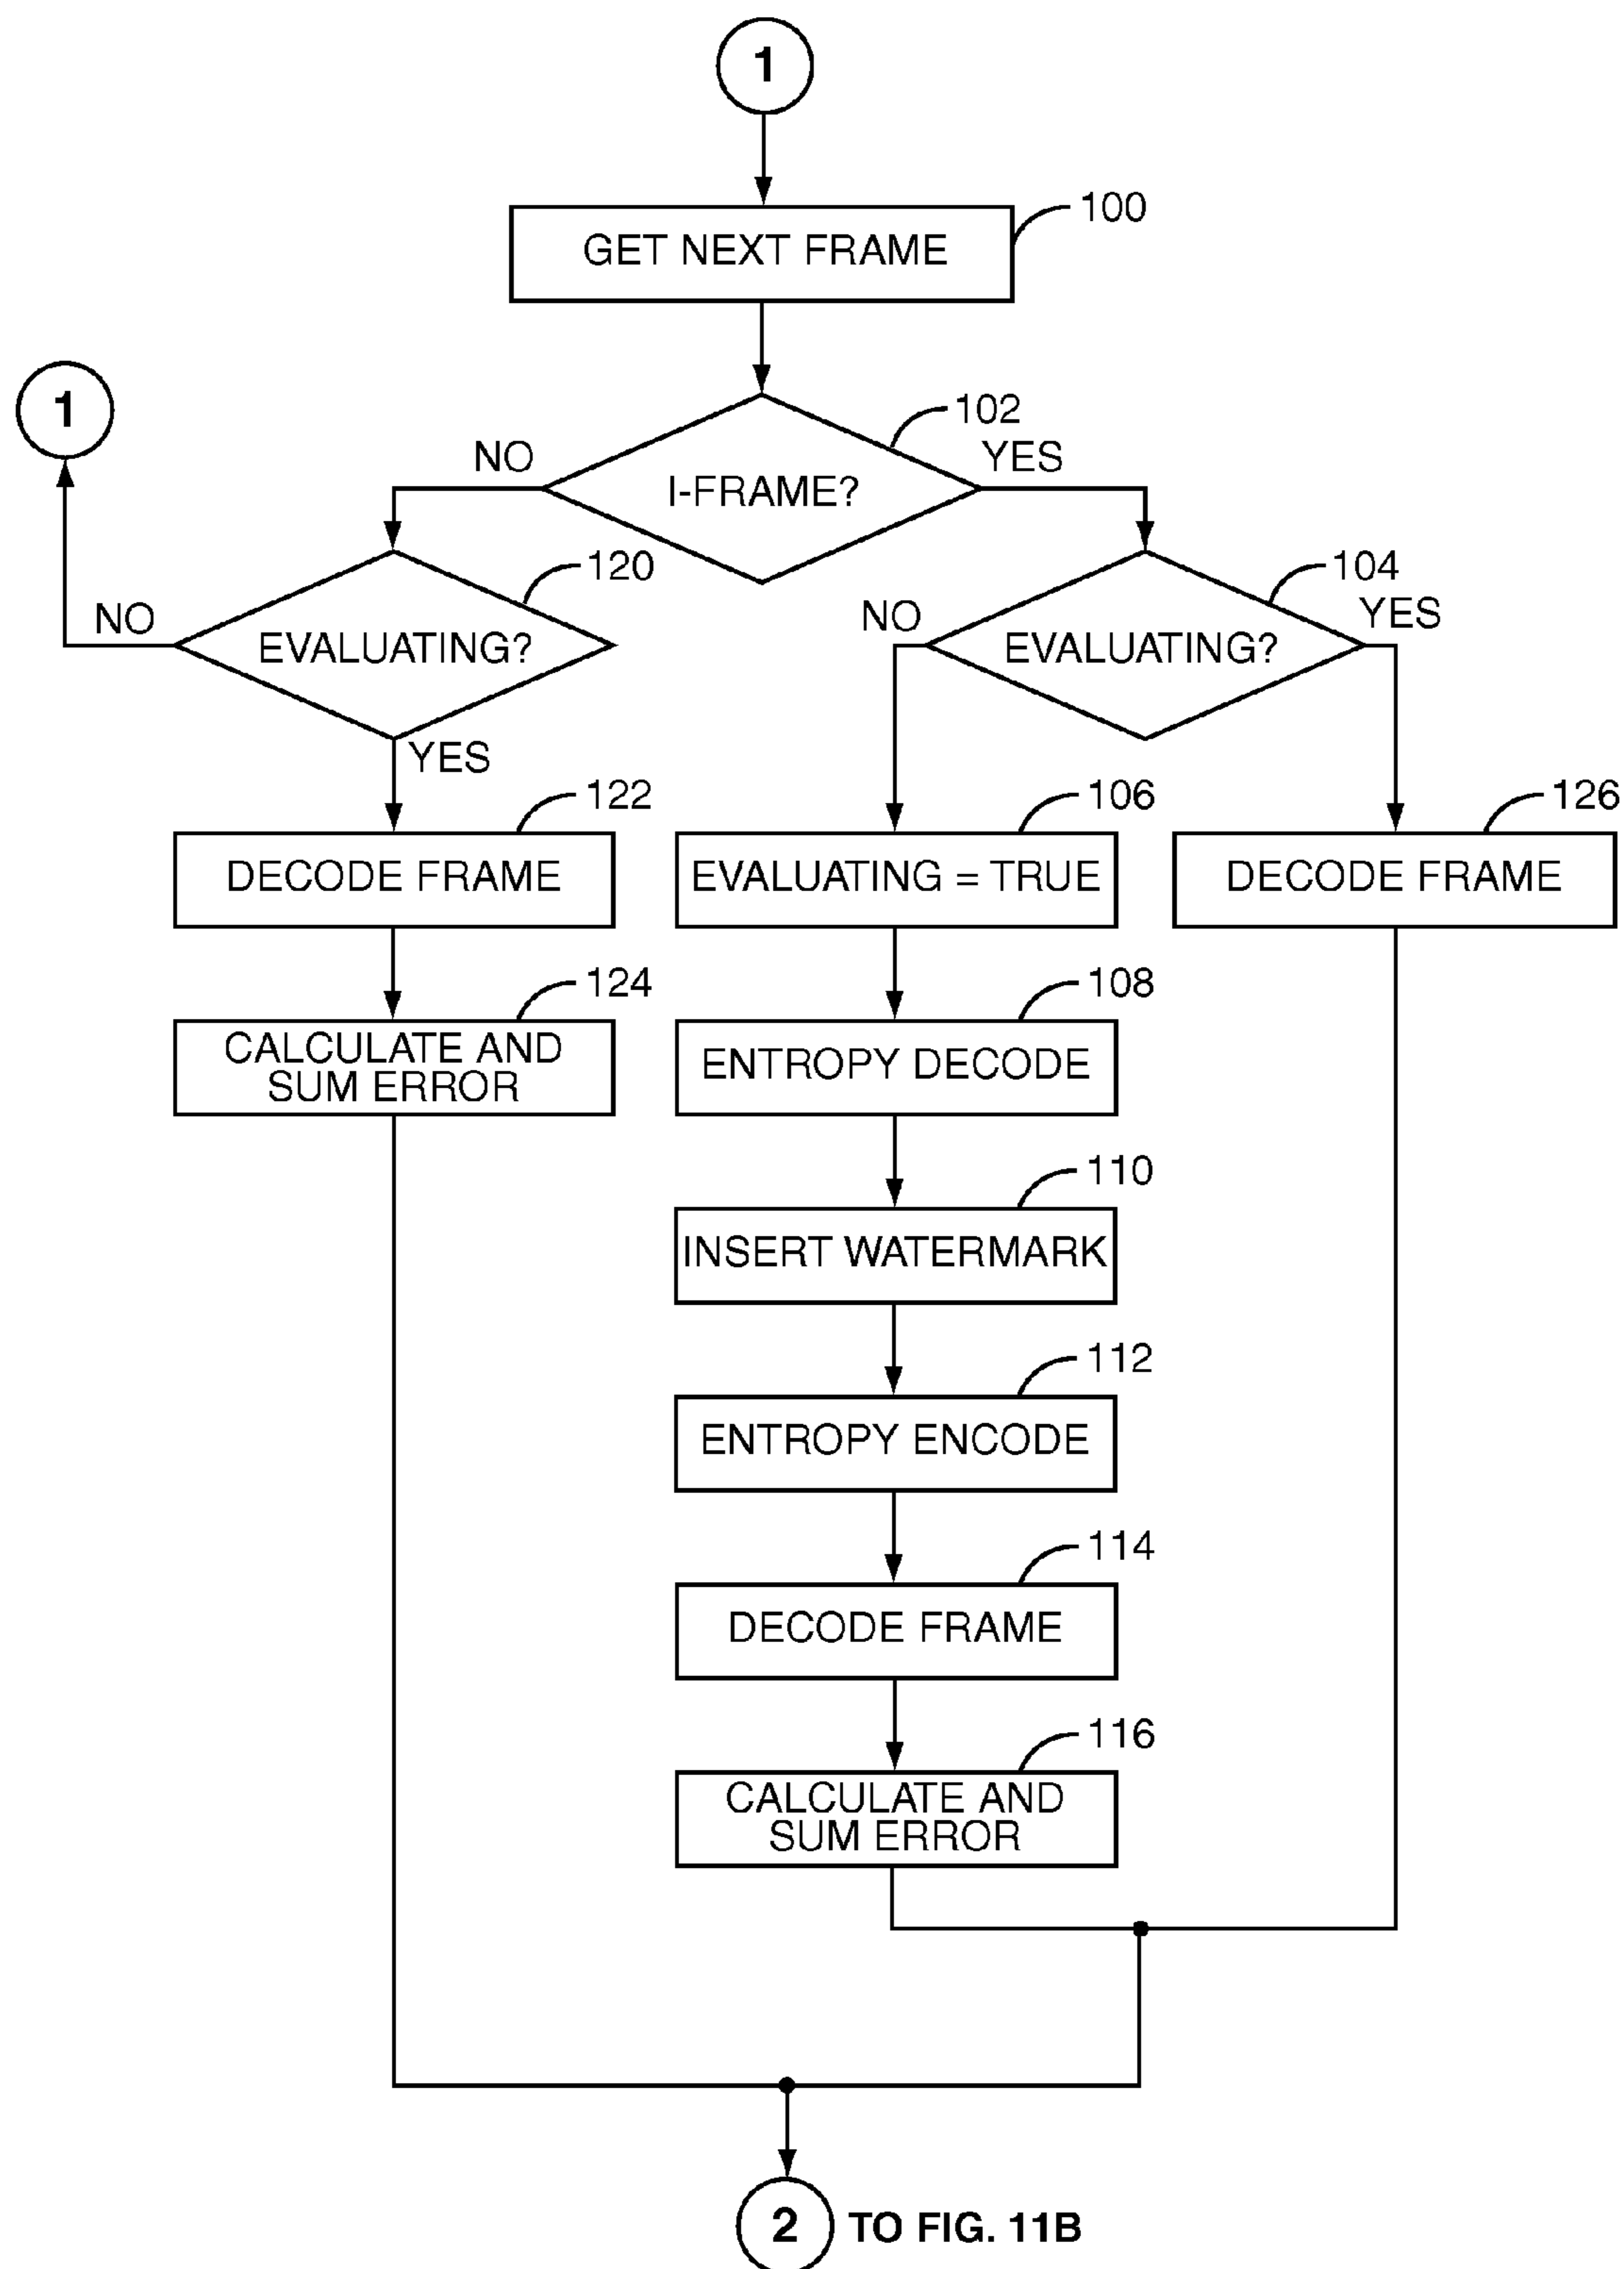 1
100
GET NEXT FRAME
1
102
NO
YES
I-FRAME?
120
104
NO
EVALUATING?
NO
YES
EVALUATING?
YES
122
106
126
DECODE FRAME
EVALUATING = TRUE
DECODE FRAME
124
108
CALCULATE AND
SUM ERROR
ENTROPY DECODE
110
INSERT WATERMARK
112
ENTROPY ENCODE
114
DECODE FRAME
116
CALCULATE AND
SUM ERROR
2 TO FIG. 11B